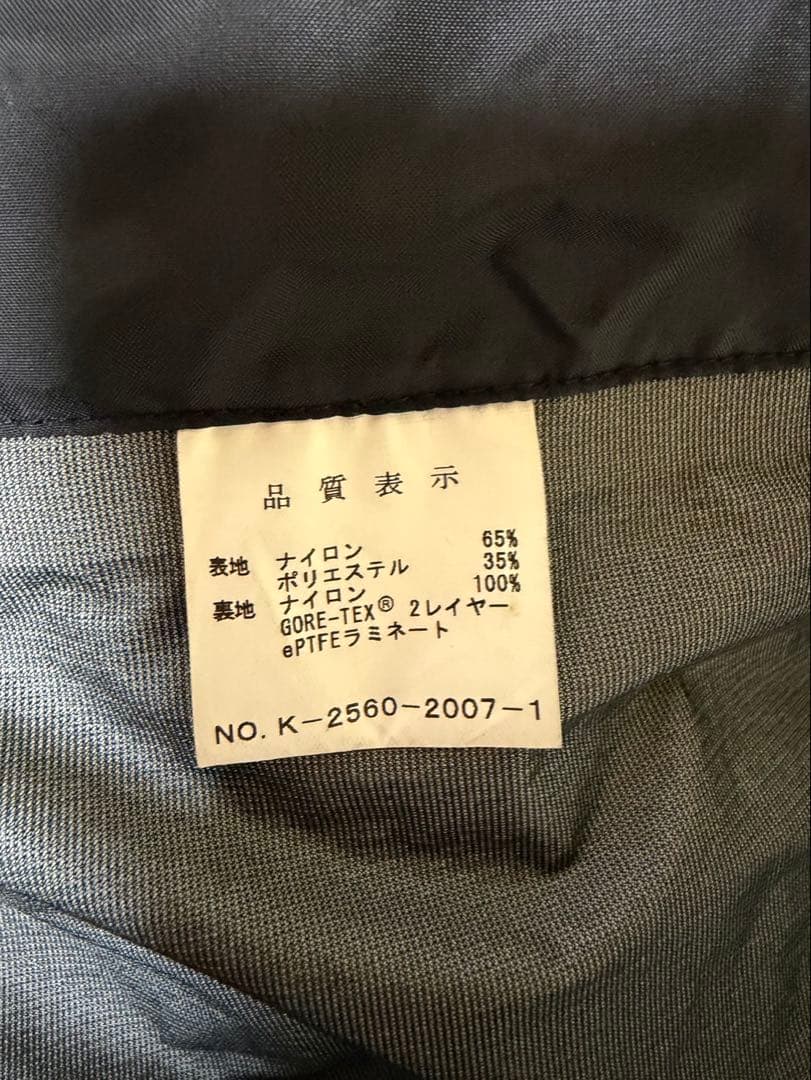 品質表示
表地 ナイロン 65%
ポリエステル 35%
裏地 ナイロン 100%
GORE-TEX® 2レイヤー
ePTFEラミネート
NO. K-2560-2007-1